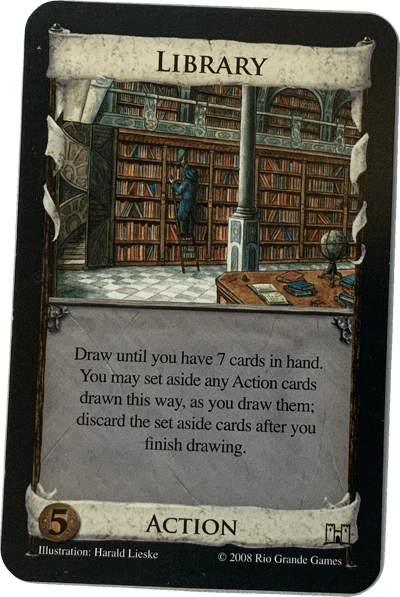 LIBRARY
Draw until you have 7 cards in hand.
You may set aside any Action cards
drawn this way, as you draw them;
discard the set aside cards after you
finish drawing.
5
ACTION
Illustration: Harald Lieske
© 2008 Rio Grande Games